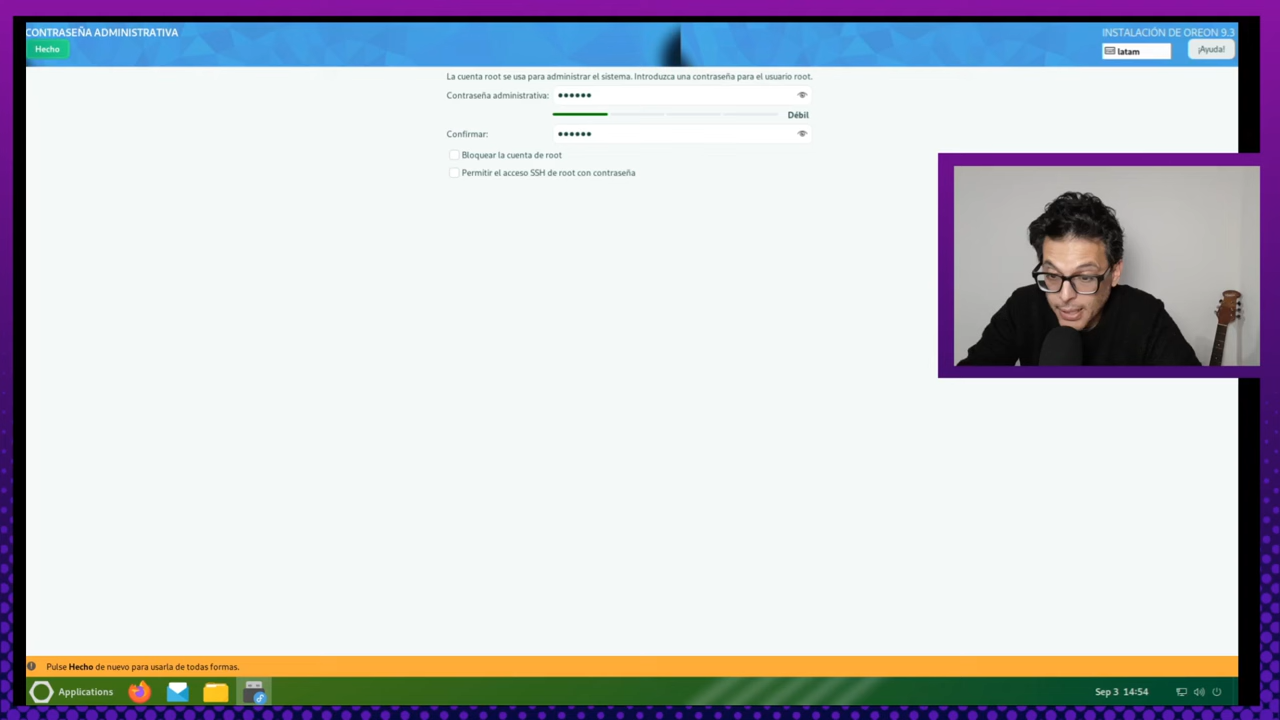 CONTRASEÑA ADMINISTRATIVA
INSTALACIÓN DE OREON 9.3
Hecho
latam
¡Ayuda!
La cuenta root se usa para administrar el sistema. Introduzca una contraseña para el usuario root.
Contraseña administrativa: ●●●●●●
Débil
Confirmar: ●●●●●●
Bloquear la cuenta de root
Permitir el acceso SSH de root con contraseña
Pulse Hecho de nuevo para usarla de todas formas.
Applications
Sep 3 14:54